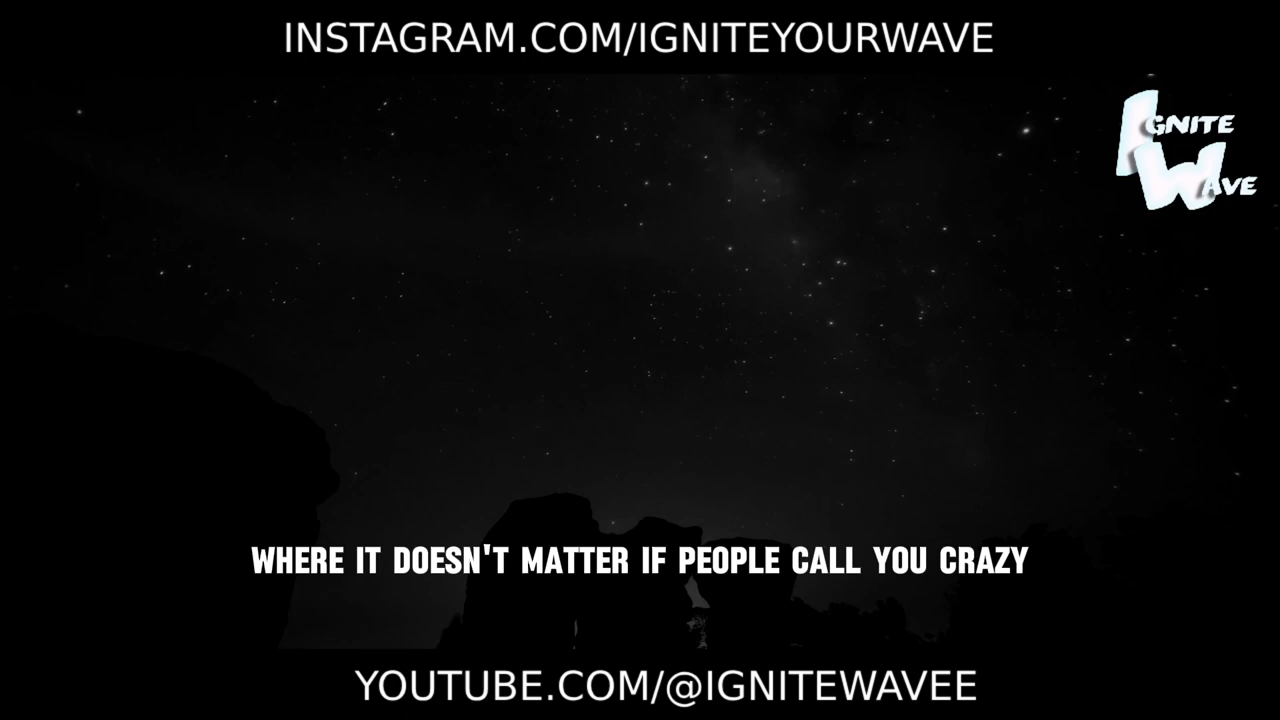 INSTAGRAM.COM/IGNITEYOURWAVE
IGNITE
WAVE
WHERE IT DOESN'T MATTER IF PEOPLE CALL YOU CRAZY
YOUTUBE.COM/@IGNITEWAVEE